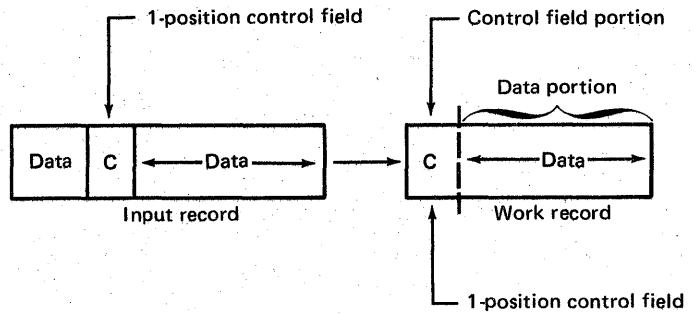 1-position control field
Control field portion
Data portion
Data
C
Data
C
Data
Input record
Work record
1-position control field